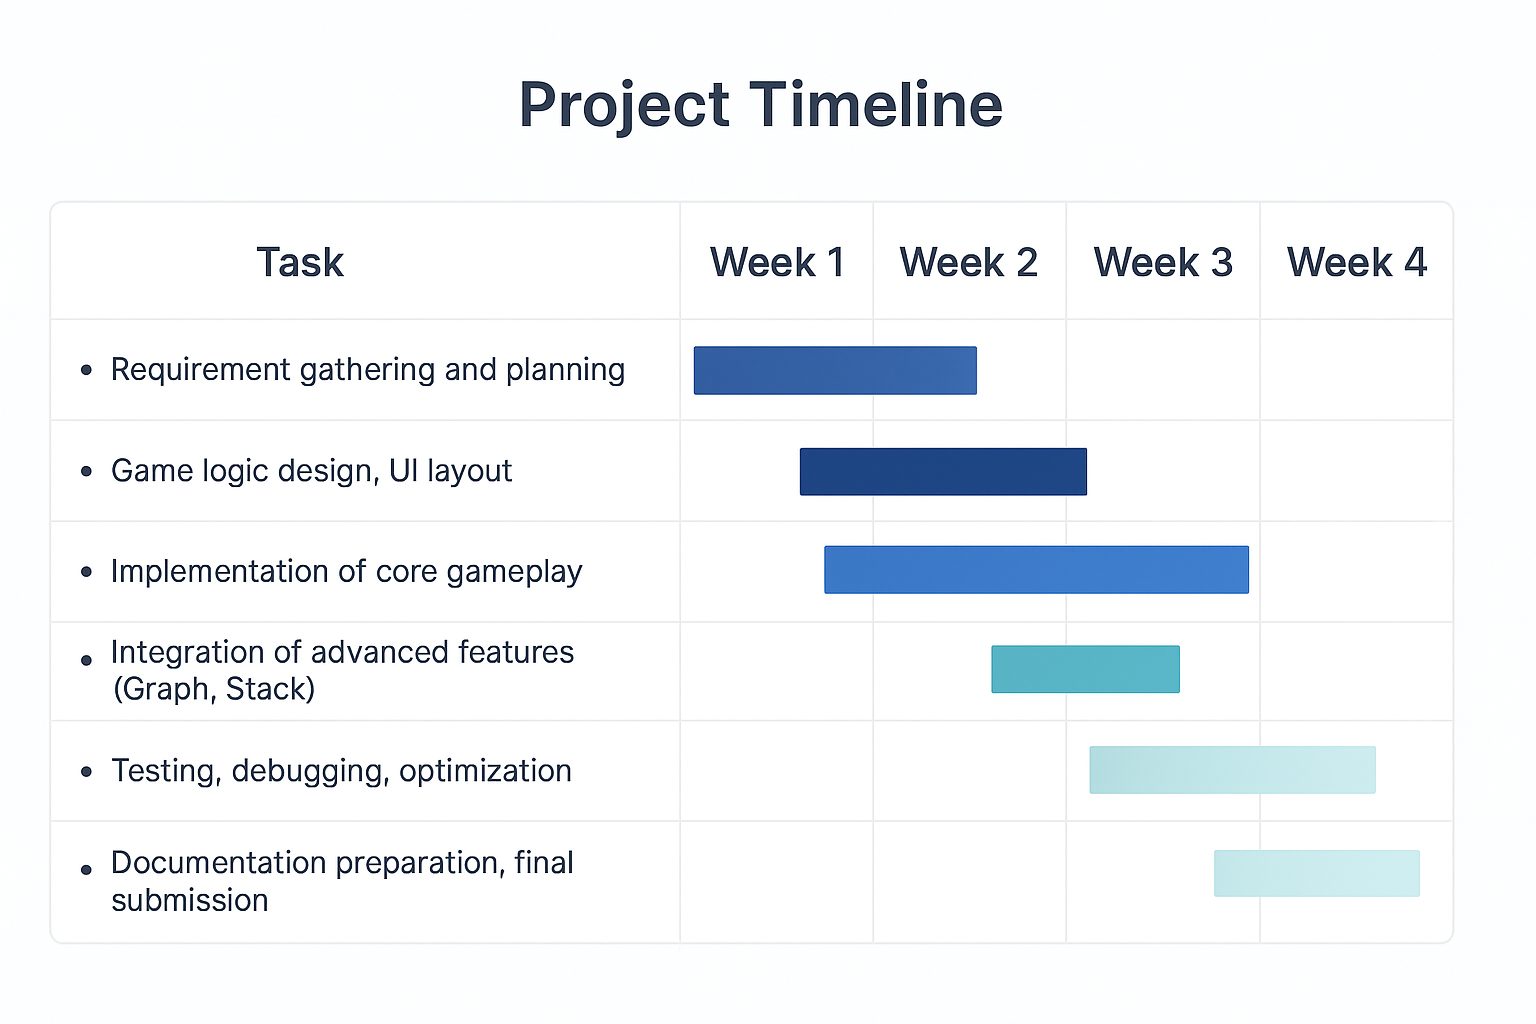 Project Timeline
Task Week 1 Week 2 Week 3 Week 4
• Requirement gathering and planning
• Game logic design, UI layout
• Implementation of core gameplay
• Integration of advanced features
(Graph, Stack)
• Testing, debugging, optimization
• Documentation preparation, final
submission